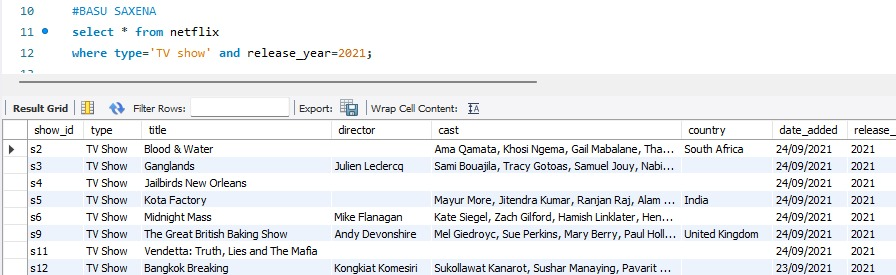 10 #BASU SAXENA
11 select * from netflix
12 where type='TV show' and release_year=2021;
Result Grid Filter Rows: Export: Wrap Cell Content:
show_id type title director cast country date_added release_
s2 TV Show Blood & Water Ama Qamata, Khosi Ngema, Gail Mabalane, Tha... South Africa 24/09/2021 2021
s3 TV Show Ganglands Julien Leclercq Sami Bouajila, Tracy Gotoas, Samuel Jouy, Nabi... 24/09/2021 2021
s4 TV Show Jailbirds New Orleans 24/09/2021 2021
s5 TV Show Kota Factory Mayur More, Jitendra Kumar, Ranjan Raj, Alam ... India 24/09/2021 2021
s6 TV Show Midnight Mass Mike Flanagan Kate Siegel, Zach Gilford, Hamish Linklater, Hen... 24/09/2021 2021
s9 TV Show The Great British Baking Show Andy Devonshire Mel Giedroyc, Sue Perkins, Mary Berry, Paul Holl... United Kingdom 24/09/2021 2021
s11 TV Show Vendetta: Truth, Lies and The Mafia 24/09/2021 2021
s12 TV Show Bangkok Breaking Kongkiat Komesiri Sukollawat Kanarot, Sushar Manaying, Pavarit ... 23/09/2021 2021